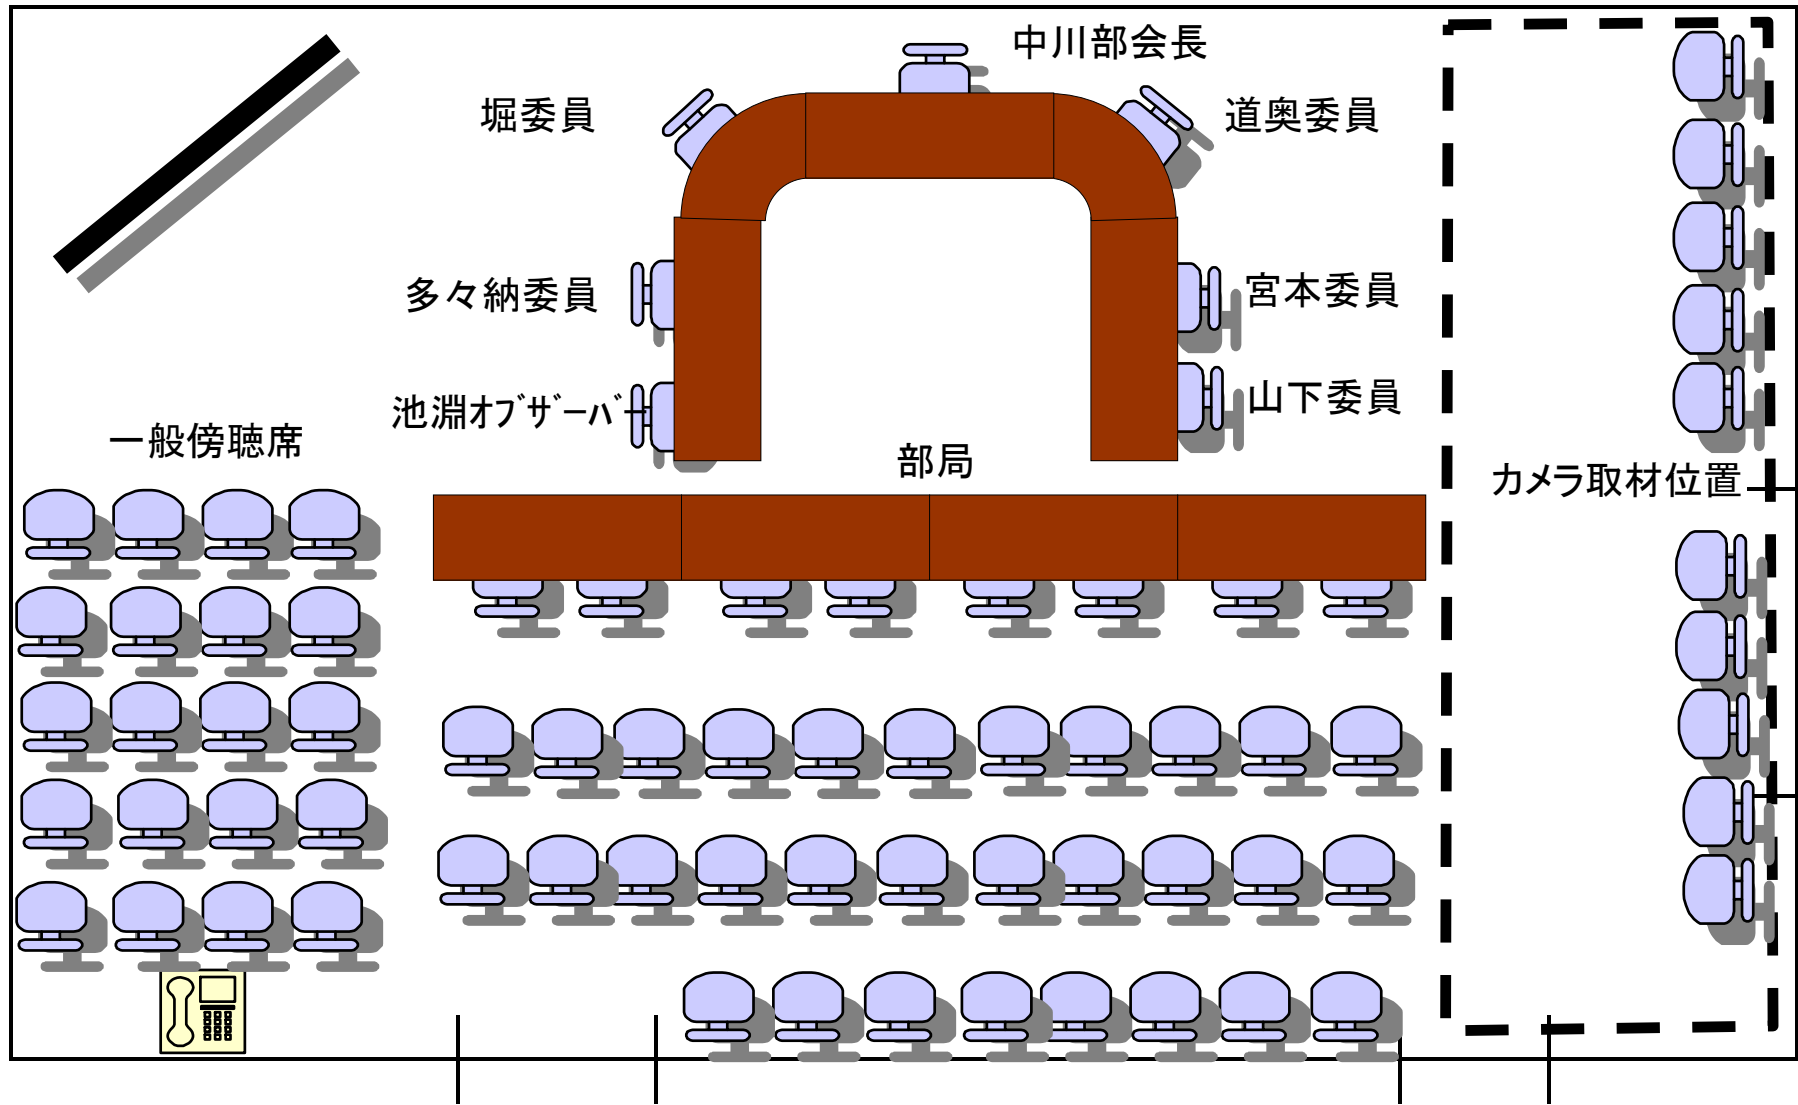 中川部会長
堀委員
道奥委員
多々納委員
宮本委員
池淵ｵﾌﾞｻﾞｰﾊﾞｰ
山下委員
一般傍聴席
部局
カメラ取材位置